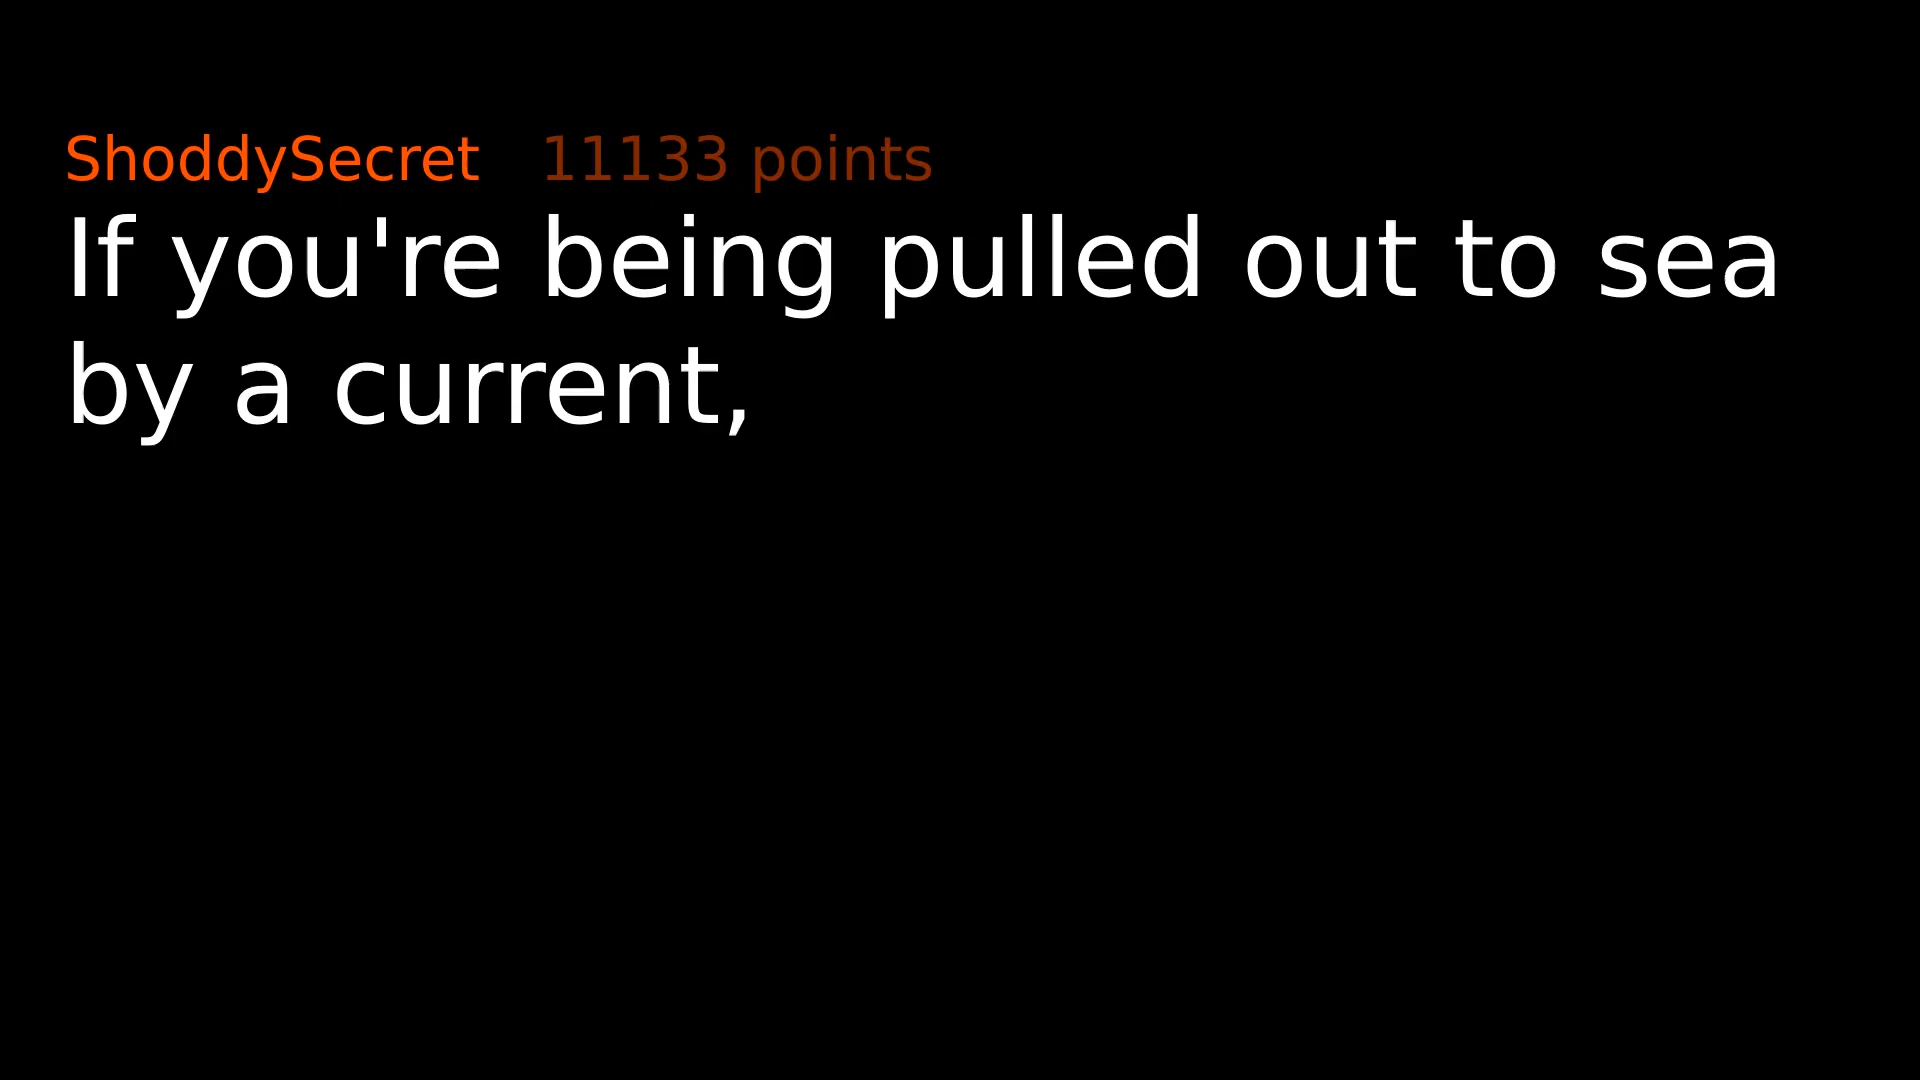 ShoddySecret 11133 points
If you're being pulled out to sea
by a current,